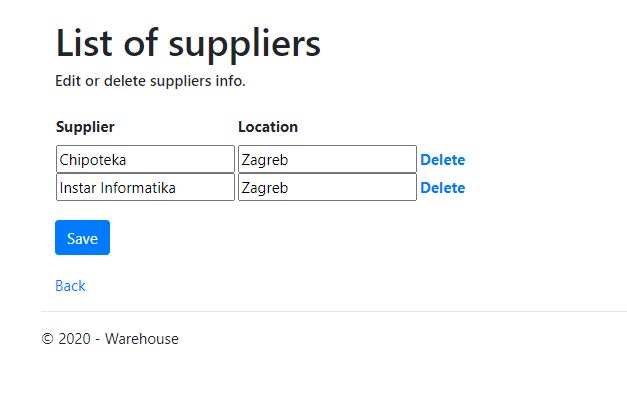 List of suppliers
Edit or delete suppliers info.
Supplier Location
Chipoteka Zagreb Delete
Instar Informatika Zagreb Delete
Save
Back
© 2020 - Warehouse